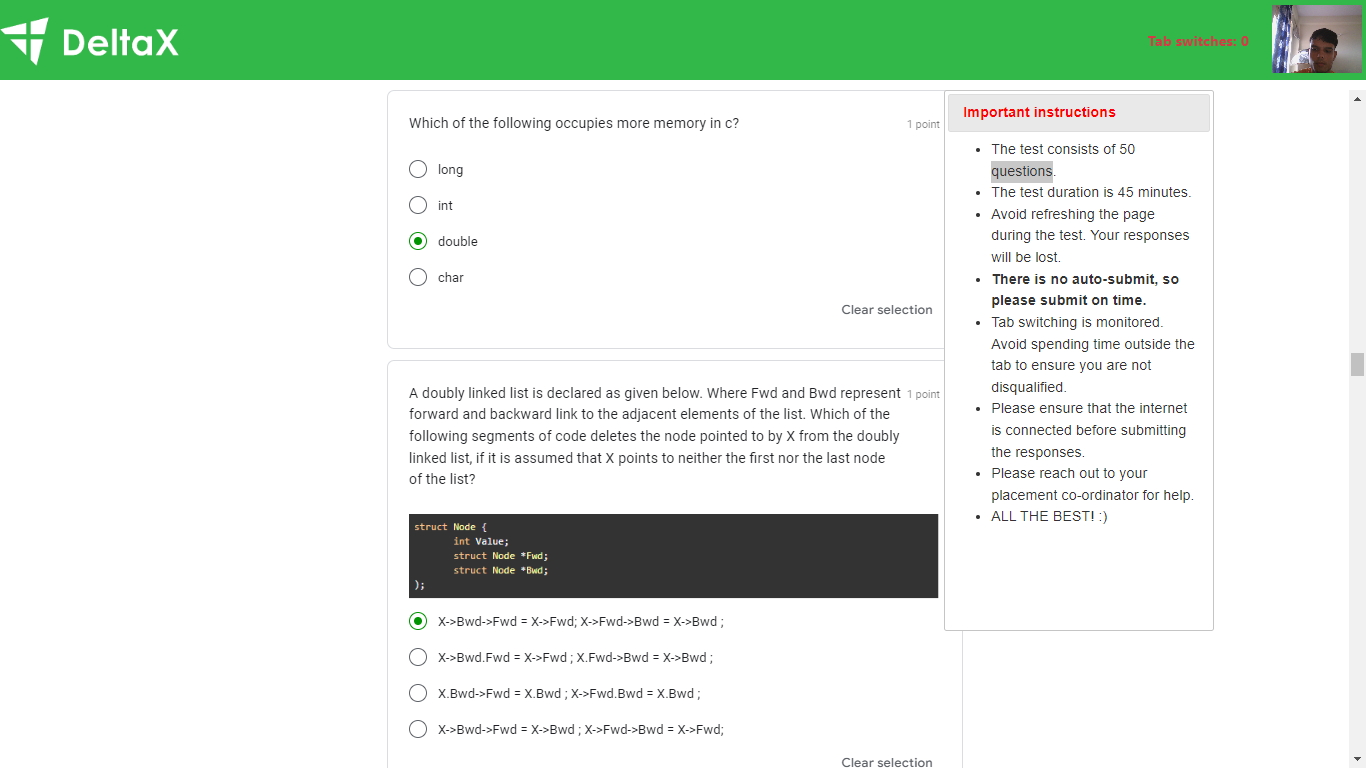 DeltaX
Tab switches: 0
Which of the following occupies more memory in c?
1 point
long
int
double
char
Clear selection
A doubly linked list is declared as given below. Where Fwd and Bwd represent
1 point
forward and backward link to the adjacent elements of the list. Which of the
following segments of code deletes the node pointed to by X from the doubly
linked list, if it is assumed that X points to neither the first nor the last node
of the list?
struct Node {
int Value;
struct Node *Fwd;
struct Node *Bwd;
);
X->Bwd->Fwd = X->Fwd; X->Fwd->Bwd = X->Bwd ;
X->Bwd.Fwd = X->Fwd ; X.Fwd->Bwd = X->Bwd ;
X.Bwd->Fwd = X.Bwd ; X->Fwd.Bwd = X.Bwd ;
X->Bwd->Fwd = X->Bwd ; X->Fwd->Bwd = X->Fwd;
Clear selection
Important instructions
The test consists of 50
questions.
The test duration is 45 minutes.
Avoid refreshing the page
during the test. Your responses
will be lost.
There is no auto-submit, so
please submit on time.
Tab switching is monitored.
Avoid spending time outside the
tab to ensure you are not
disqualified.
Please ensure that the internet
is connected before submitting
the responses.
Please reach out to your
placement co-ordinator for help.
ALL THE BEST! :)